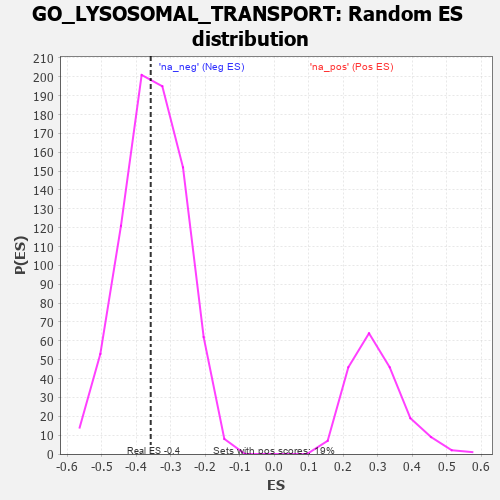 GO_LYSOSOMAL_TRANSPORT: Random ES
distribution
'na_neg' (Neg ES)
'na_pos' (Pos ES)
210
200
190
180
170
160
150
140
130
120
110
100
90
80
70
60
50
40
30
20
10
0
P(ES)
Real ES -0.4
Sets with pos scores: 19%
-0.6 -0.5 -0.4 -0.3 -0.2 -0.1 0.0 0.1 0.2 0.3 0.4 0.5 0.6
ES